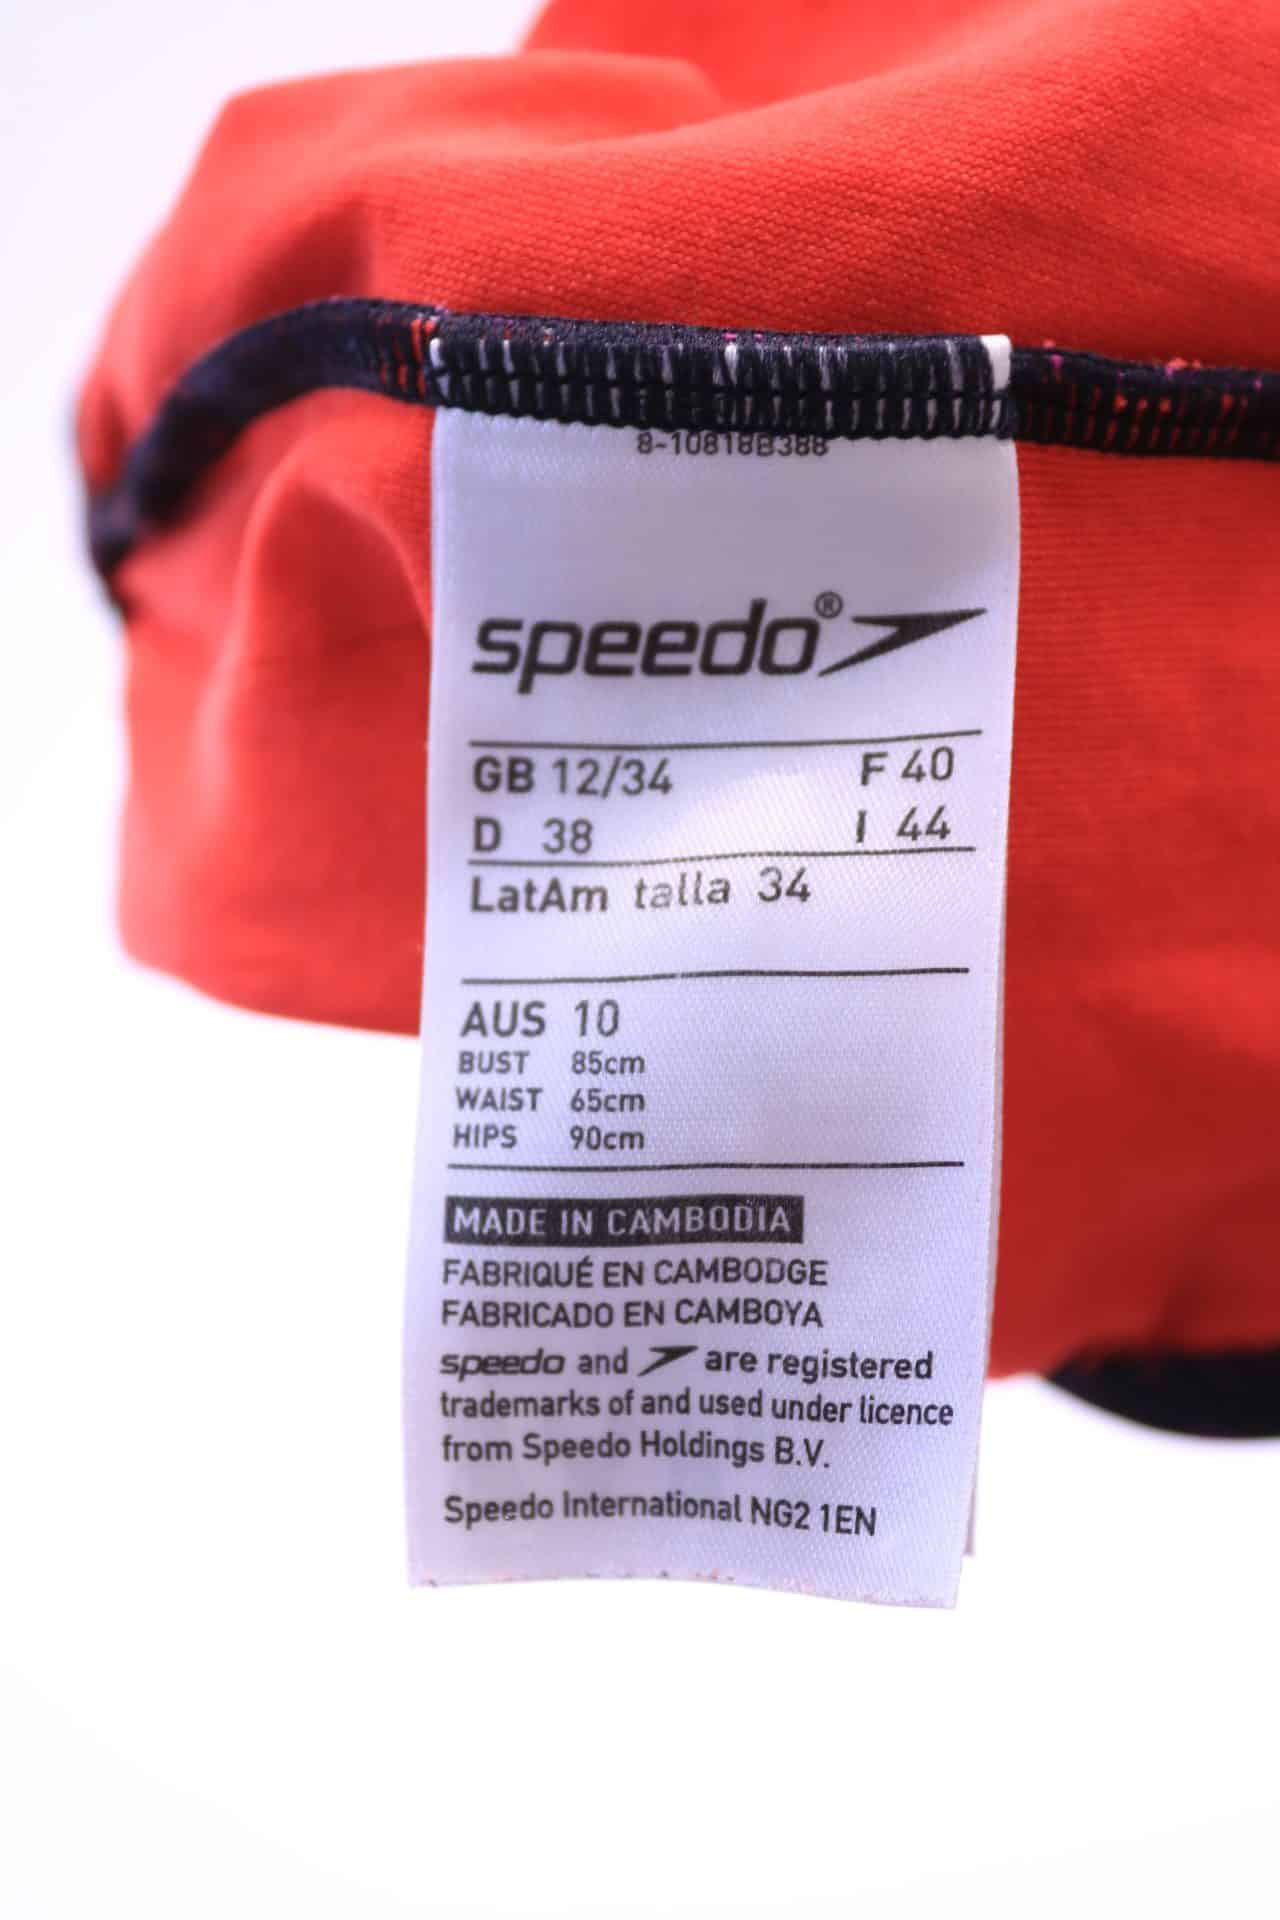 8-10818B388
speedo®
GB 12/34 F 40
D 38 I 44
LatAm talla 34
AUS 10
BUST 85cm
WAIST 65cm
HIPS 90cm
MADE IN CAMBODIA
FABRIQUÉ EN CAMBODGE
FABRICADO EN CAMBOYA
speedo and are registered
trademarks of and used under licence
from Speedo Holdings B.V.
Speedo International NG2 1EN